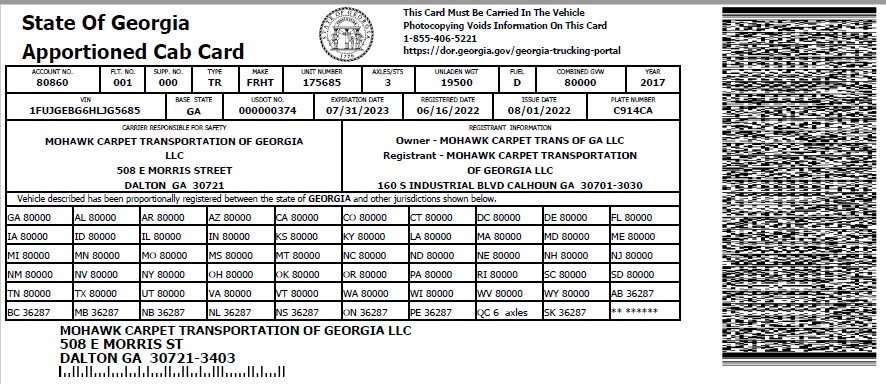 State Of Georgia
Apportioned Cab Card
STATE OF GEORGIA
1776
This Card Must Be Carried In The Vehicle
Photocopying Voids Information On This Card
1-855-406-5221
https://dor.georgia.gov/georgia-trucking-portal
ACCOUNT NO. FLT. NO. SUPP. NO. TYPE MAKE UNIT NUMBER AXLES/STS UNLADEN WGT FUEL COMBINED GVW YEAR
80860 001 000 TR FRHT 175685 3 19500 D 80000 2017
VIN BASE STATE USDOT NO. EXPIRATION DATE REGISTERED DATE ISSUE DATE PLATE NUMBER
1FUJGEBG6HLJG5685 GA 000000374 07/31/2023 06/16/2022 08/01/2022 C914CA
CARRIER RESPONSIBLE FOR SAFETY
MOHAWK CARPET TRANSPORTATION OF GEORGIA
LLC
508 E MORRIS STREET
DALTON GA 30721
REGISTRANT INFORMATION
Owner - MOHAWK CARPET TRANS OF GA LLC
Registrant - MOHAWK CARPET TRANSPORTATION
OF GEORGIA LLC
160 S INDUSTRIAL BLVD CALHOUN GA 30701-3030
Vehicle described has been proportionally registered between the state of GEORGIA and other jurisdictions shown below.
GA 80000 AL 80000 AR 80000 AZ 80000 CA 80000 CO 80000 CT 80000 DC 80000 DE 80000 FL 80000
IA 80000 ID 80000 IL 80000 IN 80000 KS 80000 KY 80000 LA 80000 MA 80000 MD 80000 ME 80000
MI 80000 MN 80000 MO 80000 MS 80000 MT 80000 NC 80000 ND 80000 NE 80000 NH 80000 NJ 80000
NM 80000 NV 80000 NY 80000 OH 80000 OK 80000 OR 80000 PA 80000 RI 80000 SC 80000 SD 80000
TN 80000 TX 80000 UT 80000 VA 80000 VT 80000 WA 80000 WI 80000 WV 80000 WY 80000 AB 36287
BC 36287 MB 36287 NB 36287 NL 36287 NS 36287 ON 36287 PE 36287 QC 6 axles SK 36287 ** ******
MOHAWK CARPET TRANSPORTATION OF GEORGIA LLC
508 E MORRIS ST
DALTON GA 30721-3403